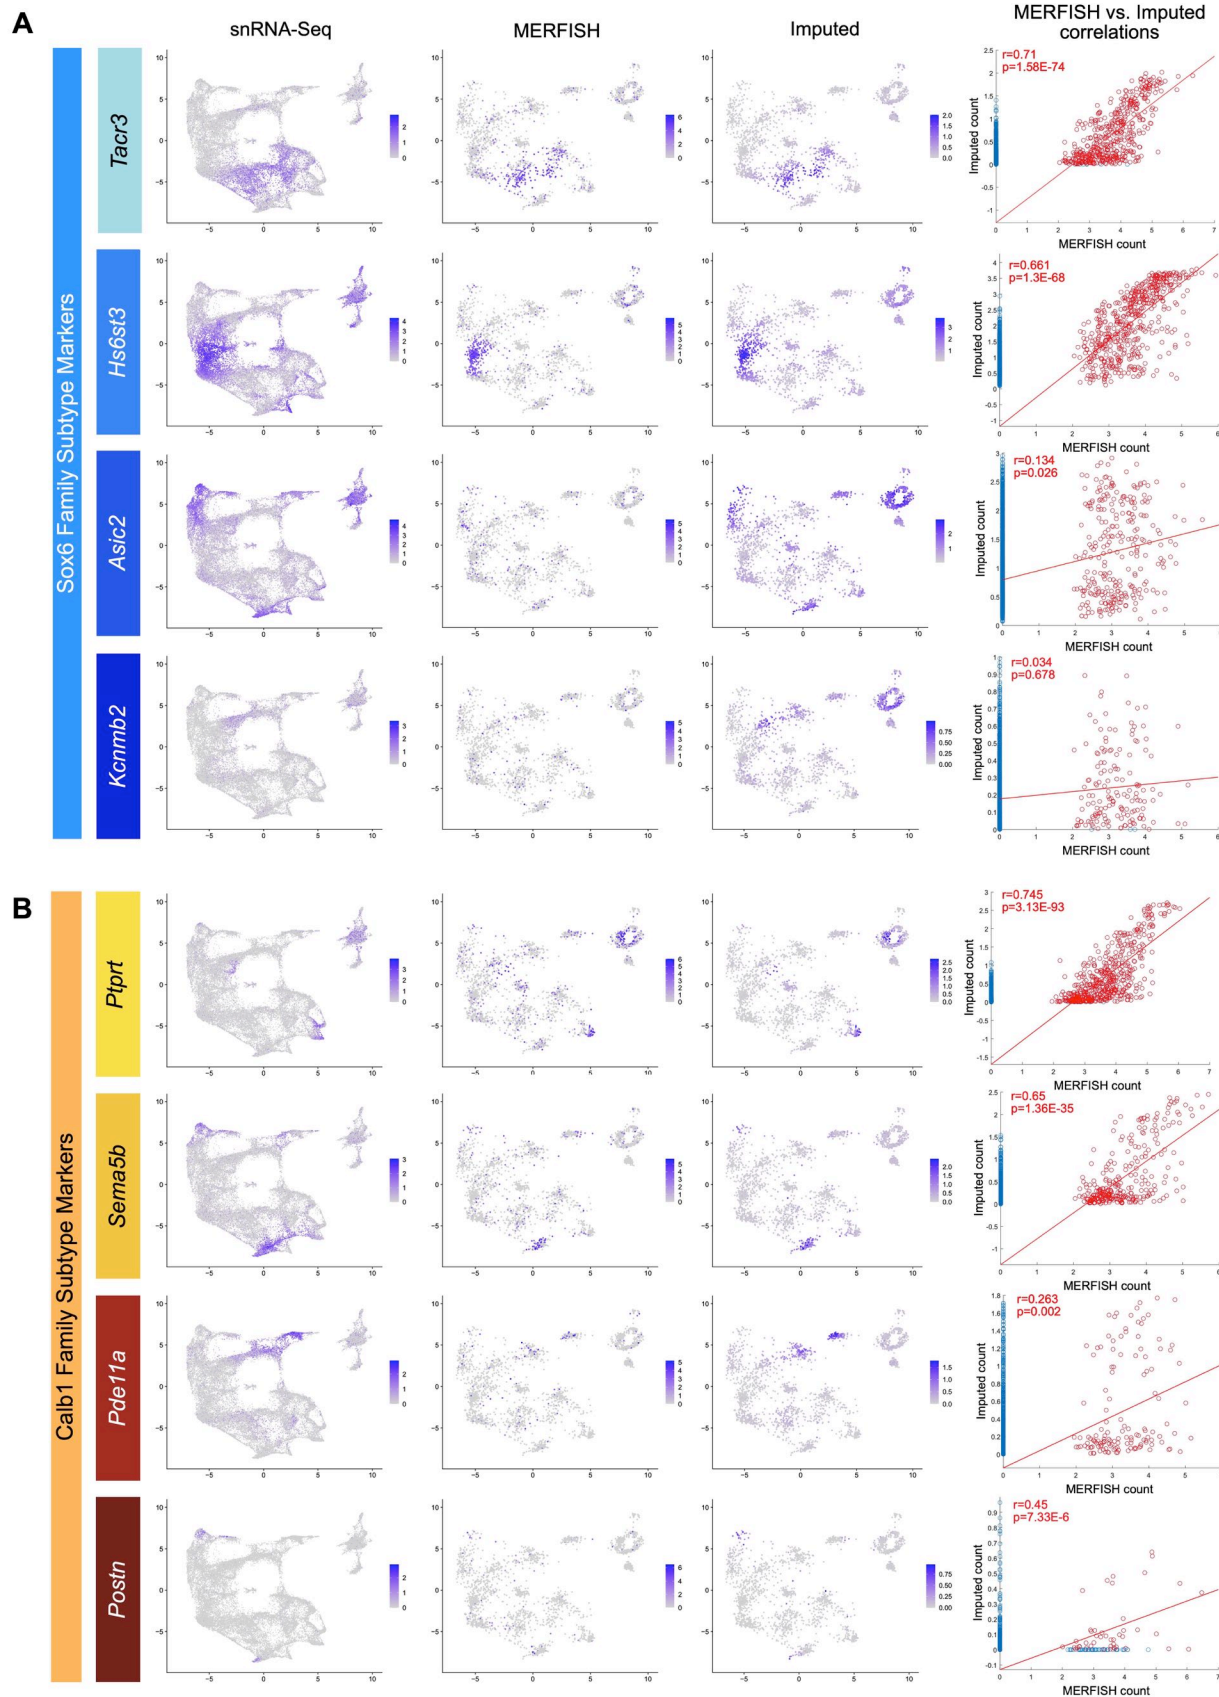 A
snRNA-Seq
MERFISH
Imputed
MERFISH vs. Imputed
correlations
Sox6 Family Subtype Markers
Tacr3
r=0.71
p=1.58E-74
Imputed count
MERFISH count
Hs6st3
r=0.661
p=1.3E-68
Imputed count
MERFISH count
Asic2
r=0.134
p=0.026
Imputed count
MERFISH count
Kcnmb2
r=0.034
p=0.678
Imputed count
MERFISH count
B
Calb1 Family Subtype Markers
Ptprt
r=0.745
p=3.13E-93
Imputed count
MERFISH count
Sema5b
r=0.65
p=1.36E-35
Imputed count
MERFISH count
Pde11a
r=0.263
p=0.002
Imputed count
MERFISH count
Postn
r=0.45
p=7.33E-6
Imputed count
MERFISH count